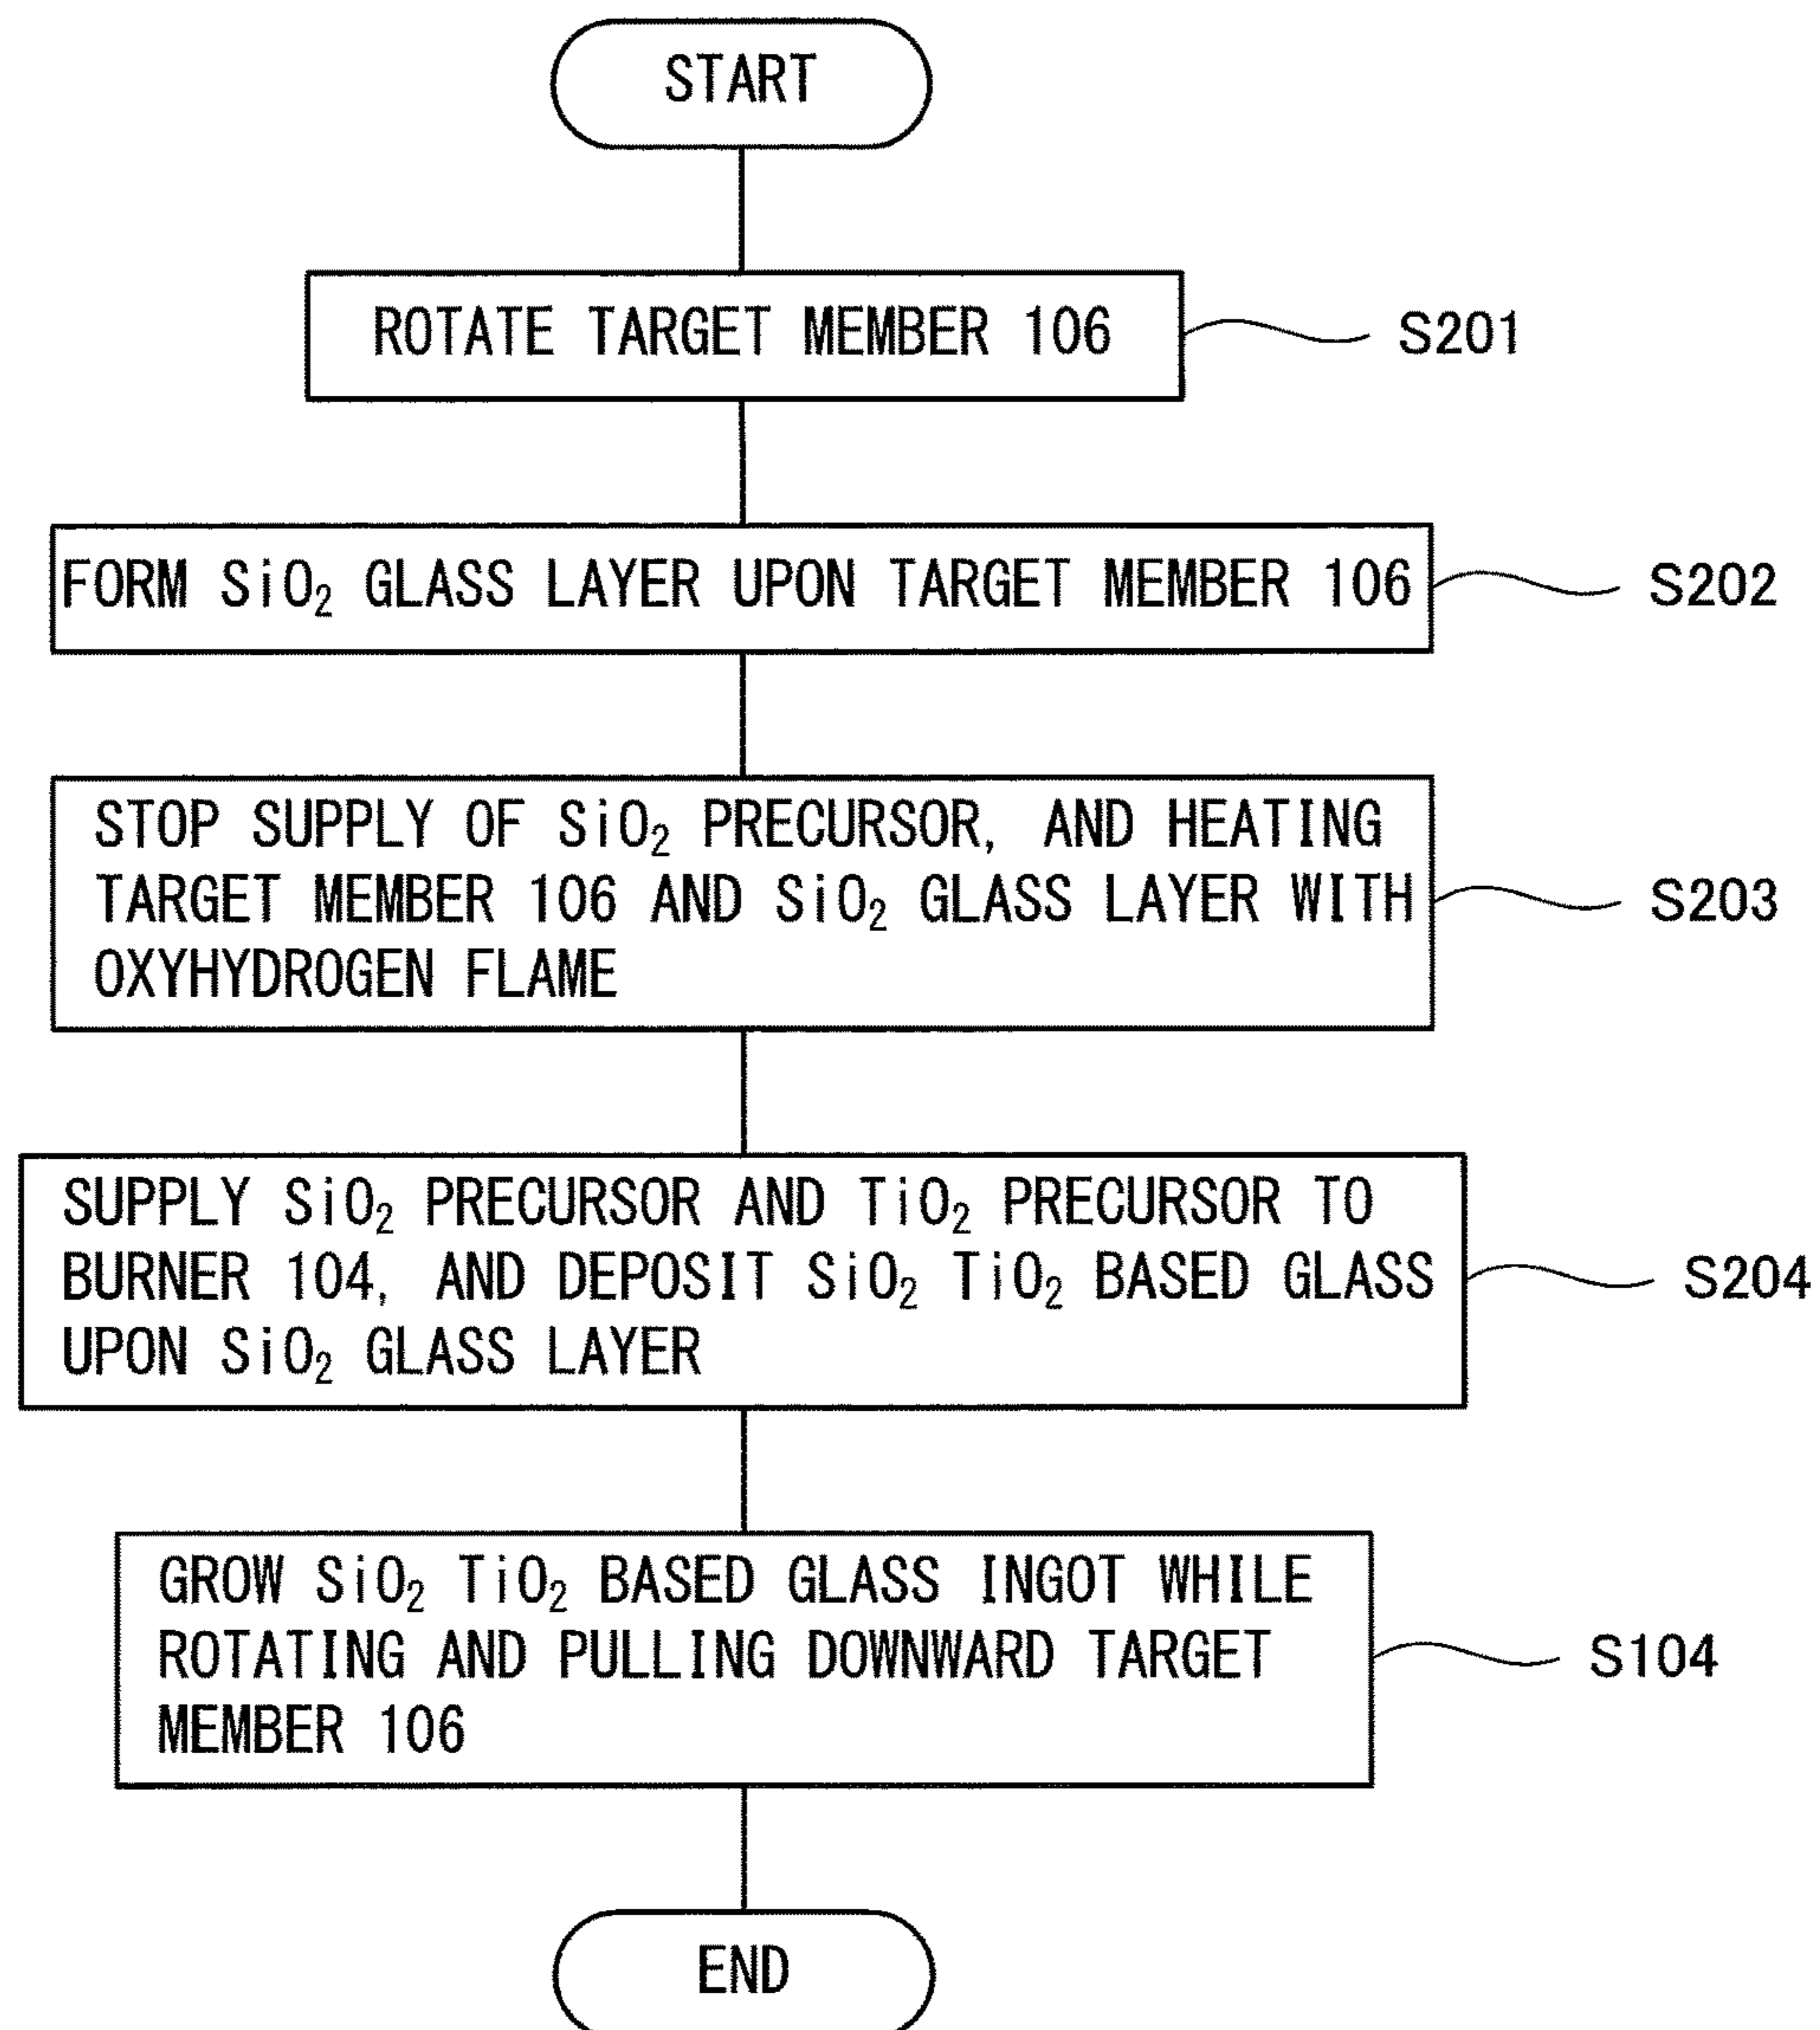 START
ROTATE TARGET MEMBER 106
S201
FORM SiO₂ GLASS LAYER UPON TARGET MEMBER 106
S202
STOP SUPPLY OF SiO₂ PRECURSOR, AND HEATING
TARGET MEMBER 106 AND SiO₂ GLASS LAYER WITH
OXYHYDROGEN FLAME
S203
SUPPLY SiO₂ PRECURSOR AND TiO₂ PRECURSOR TO
BURNER 104, AND DEPOSIT SiO₂ TiO₂ BASED GLASS
UPON SiO₂ GLASS LAYER
S204
GROW SiO₂ TiO₂ BASED GLASS INGOT WHILE
ROTATING AND PULLING DOWNWARD TARGET
MEMBER 106
S104
END